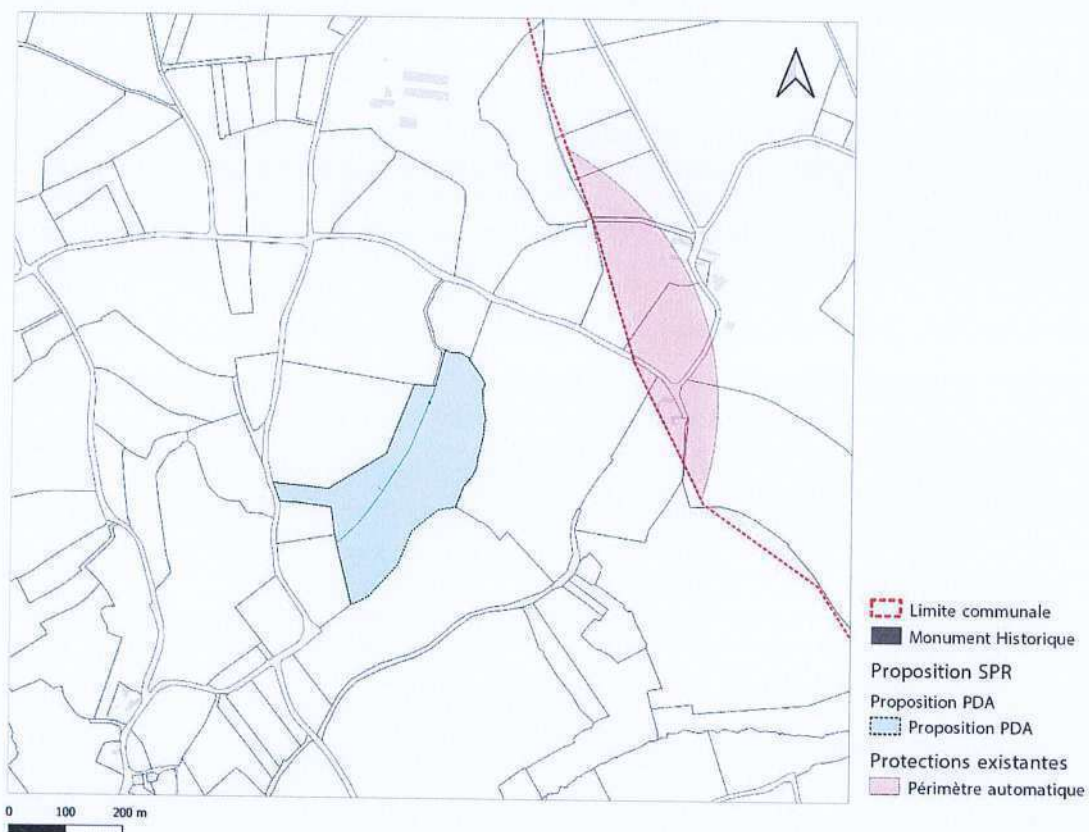 Limite communale
Monument Historique
Proposition SPR
Proposition PDA
Proposition PDA
Protections existantes
Périmètre automatique
0 100 200 m